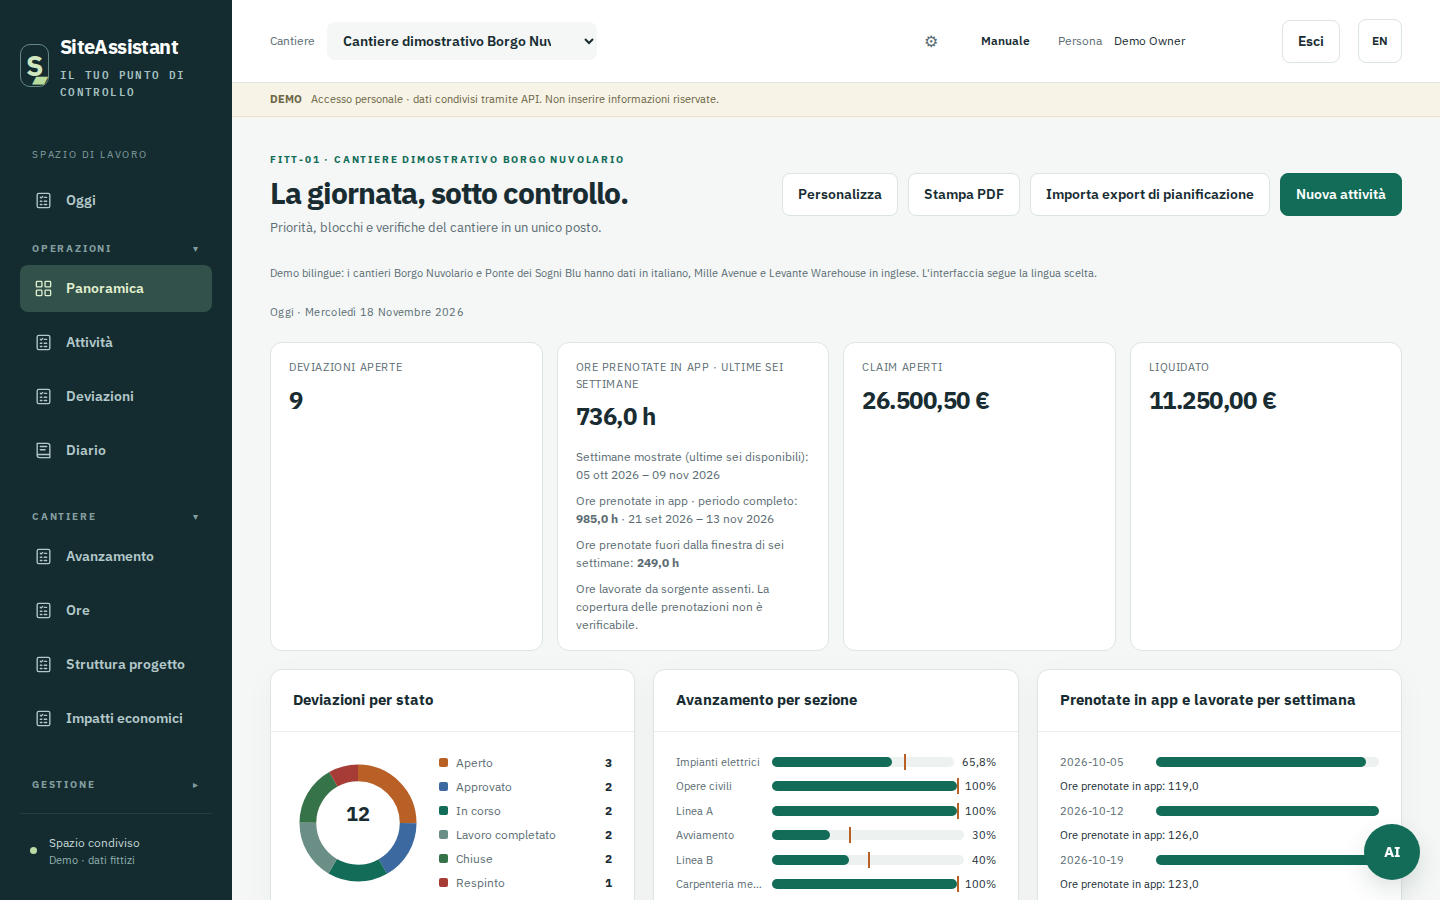 S
SiteAssistant
IL TUO PUNTO DI
CONTROLLO
SPAZIO DI LAVORO
Oggi
OPERAZIONI
Panoramica
Attività
Deviazioni
Diario
CANTIERE
Avanzamento
Ore
Struttura progetto
Impatti economici
GESTIONE
Spazio condiviso
Demo · dati fittizi
Cantiere
Cantiere dimostrativo Borgo Nuv
Manuale
Persona
Demo Owner
Esci
EN
DEMO Accesso personale · dati condivisi tramite API. Non inserire informazioni riservate.
FITT-01 · CANTIERE DIMOSTRATIVO BORGO NUVOLARIO
La giornata, sotto controllo.
Priorità, blocchi e verifiche del cantiere in un unico posto.
Personalizza
Stampa PDF
Importa export di pianificazione
Nuova attività
Demo bilingue: i cantieri Borgo Nuvolario e Ponte dei Sogni Blu hanno dati in italiano, Mille Avenue e Levante Warehouse in inglese. L'interfaccia segue la lingua scelta.
Oggi · Mercoledì 18 Novembre 2026
DEVIAZIONI APERTE
9
ORE PRENOTATE IN APP · ULTIME SEI
SETTIMANE
736,0 h
Settimane mostrate (ultime sei disponibili):
05 ott 2026 – 09 nov 2026
Ore prenotate in app · periodo completo:
985,0 h · 21 set 2026 – 13 nov 2026
Ore prenotate fuori dalla finestra di sei
settimane: 249,0 h
Ore lavorate da sorgente assenti. La
copertura delle prenotazioni non è
verificabile.
CLAIM APERTI
26.500,50 €
LIQUIDATO
11.250,00 €
Deviazioni per stato
12
Aperto 3
Approvato 2
In corso 2
Lavoro completato 2
Chiuse 2
Respinto 1
Avanzamento per sezione
Impianti elettrici 65,8%
Opere civili 100%
Linea A 100%
Avviamento 30%
Linea B 40%
Carpenteria me... 100%
Prenotate in app e lavorate per settimana
2026-10-05
Ore prenotate in app: 119,0
2026-10-12
Ore prenotate in app: 126,0
2026-10-19
Ore prenotate in app: 123,0
AI